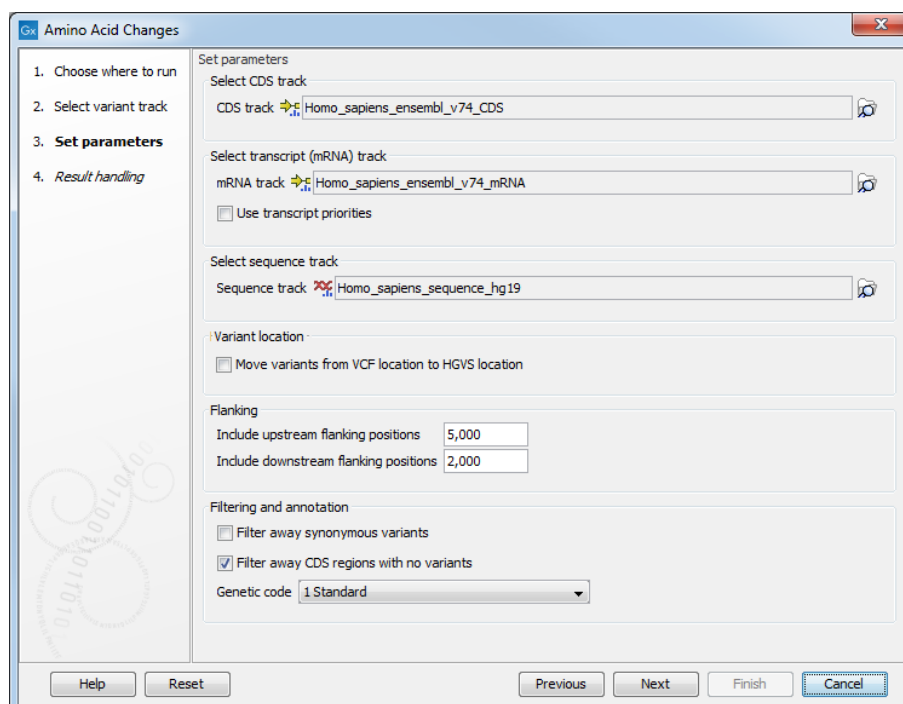 Gx Amino Acid Changes
1. Choose where to run
2. Select variant track
3. Set parameters
4. Result handling
Set parameters
Select CDS track
CDS track Homo_sapiens_ensembl_v74_CDS
Select transcript (mRNA) track
mRNA track Homo_sapiens_ensembl_v74_mRNA
Use transcript priorities
Select sequence track
Sequence track Homo_sapiens_sequence_hg19
Variant location
Move variants from VCF location to HGVS location
Flanking
Include upstream flanking positions 5,000
Include downstream flanking positions 2,000
Filtering and annotation
Filter away synonymous variants
Filter away CDS regions with no variants
Genetic code 1 Standard
Help Reset Previous Next Finish Cancel